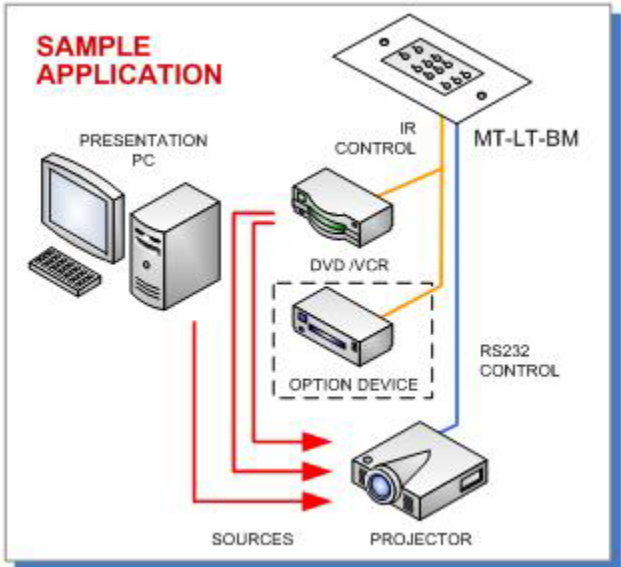 SAMPLE
APPLICATION
PRESENTATION
PC
IR
CONTROL
MT-LT-BM
DVD /VCR
OPTION DEVICE
RS232
CONTROL
SOURCES
PROJECTOR